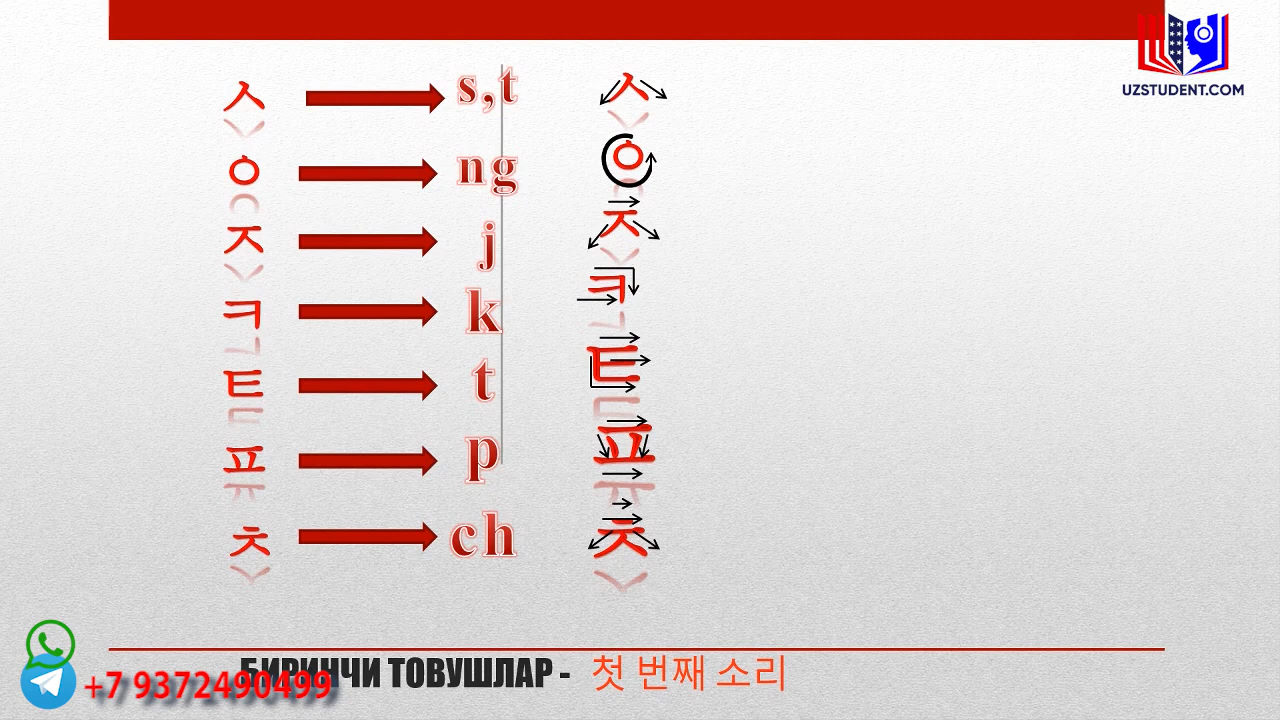 UZSTUDENT.COM
ㅅ s,t ㅅ
ㅇ ng ㅇ
ㅈ j ㅈ
ㅋ k ㅋ
ㅌ t ㅌ
ㅍ p ㅍ
ㅊ ch ㅊ
БИРИНЧИ ТОВУШЛАР - 첫 번째 소리
+7 9372490499